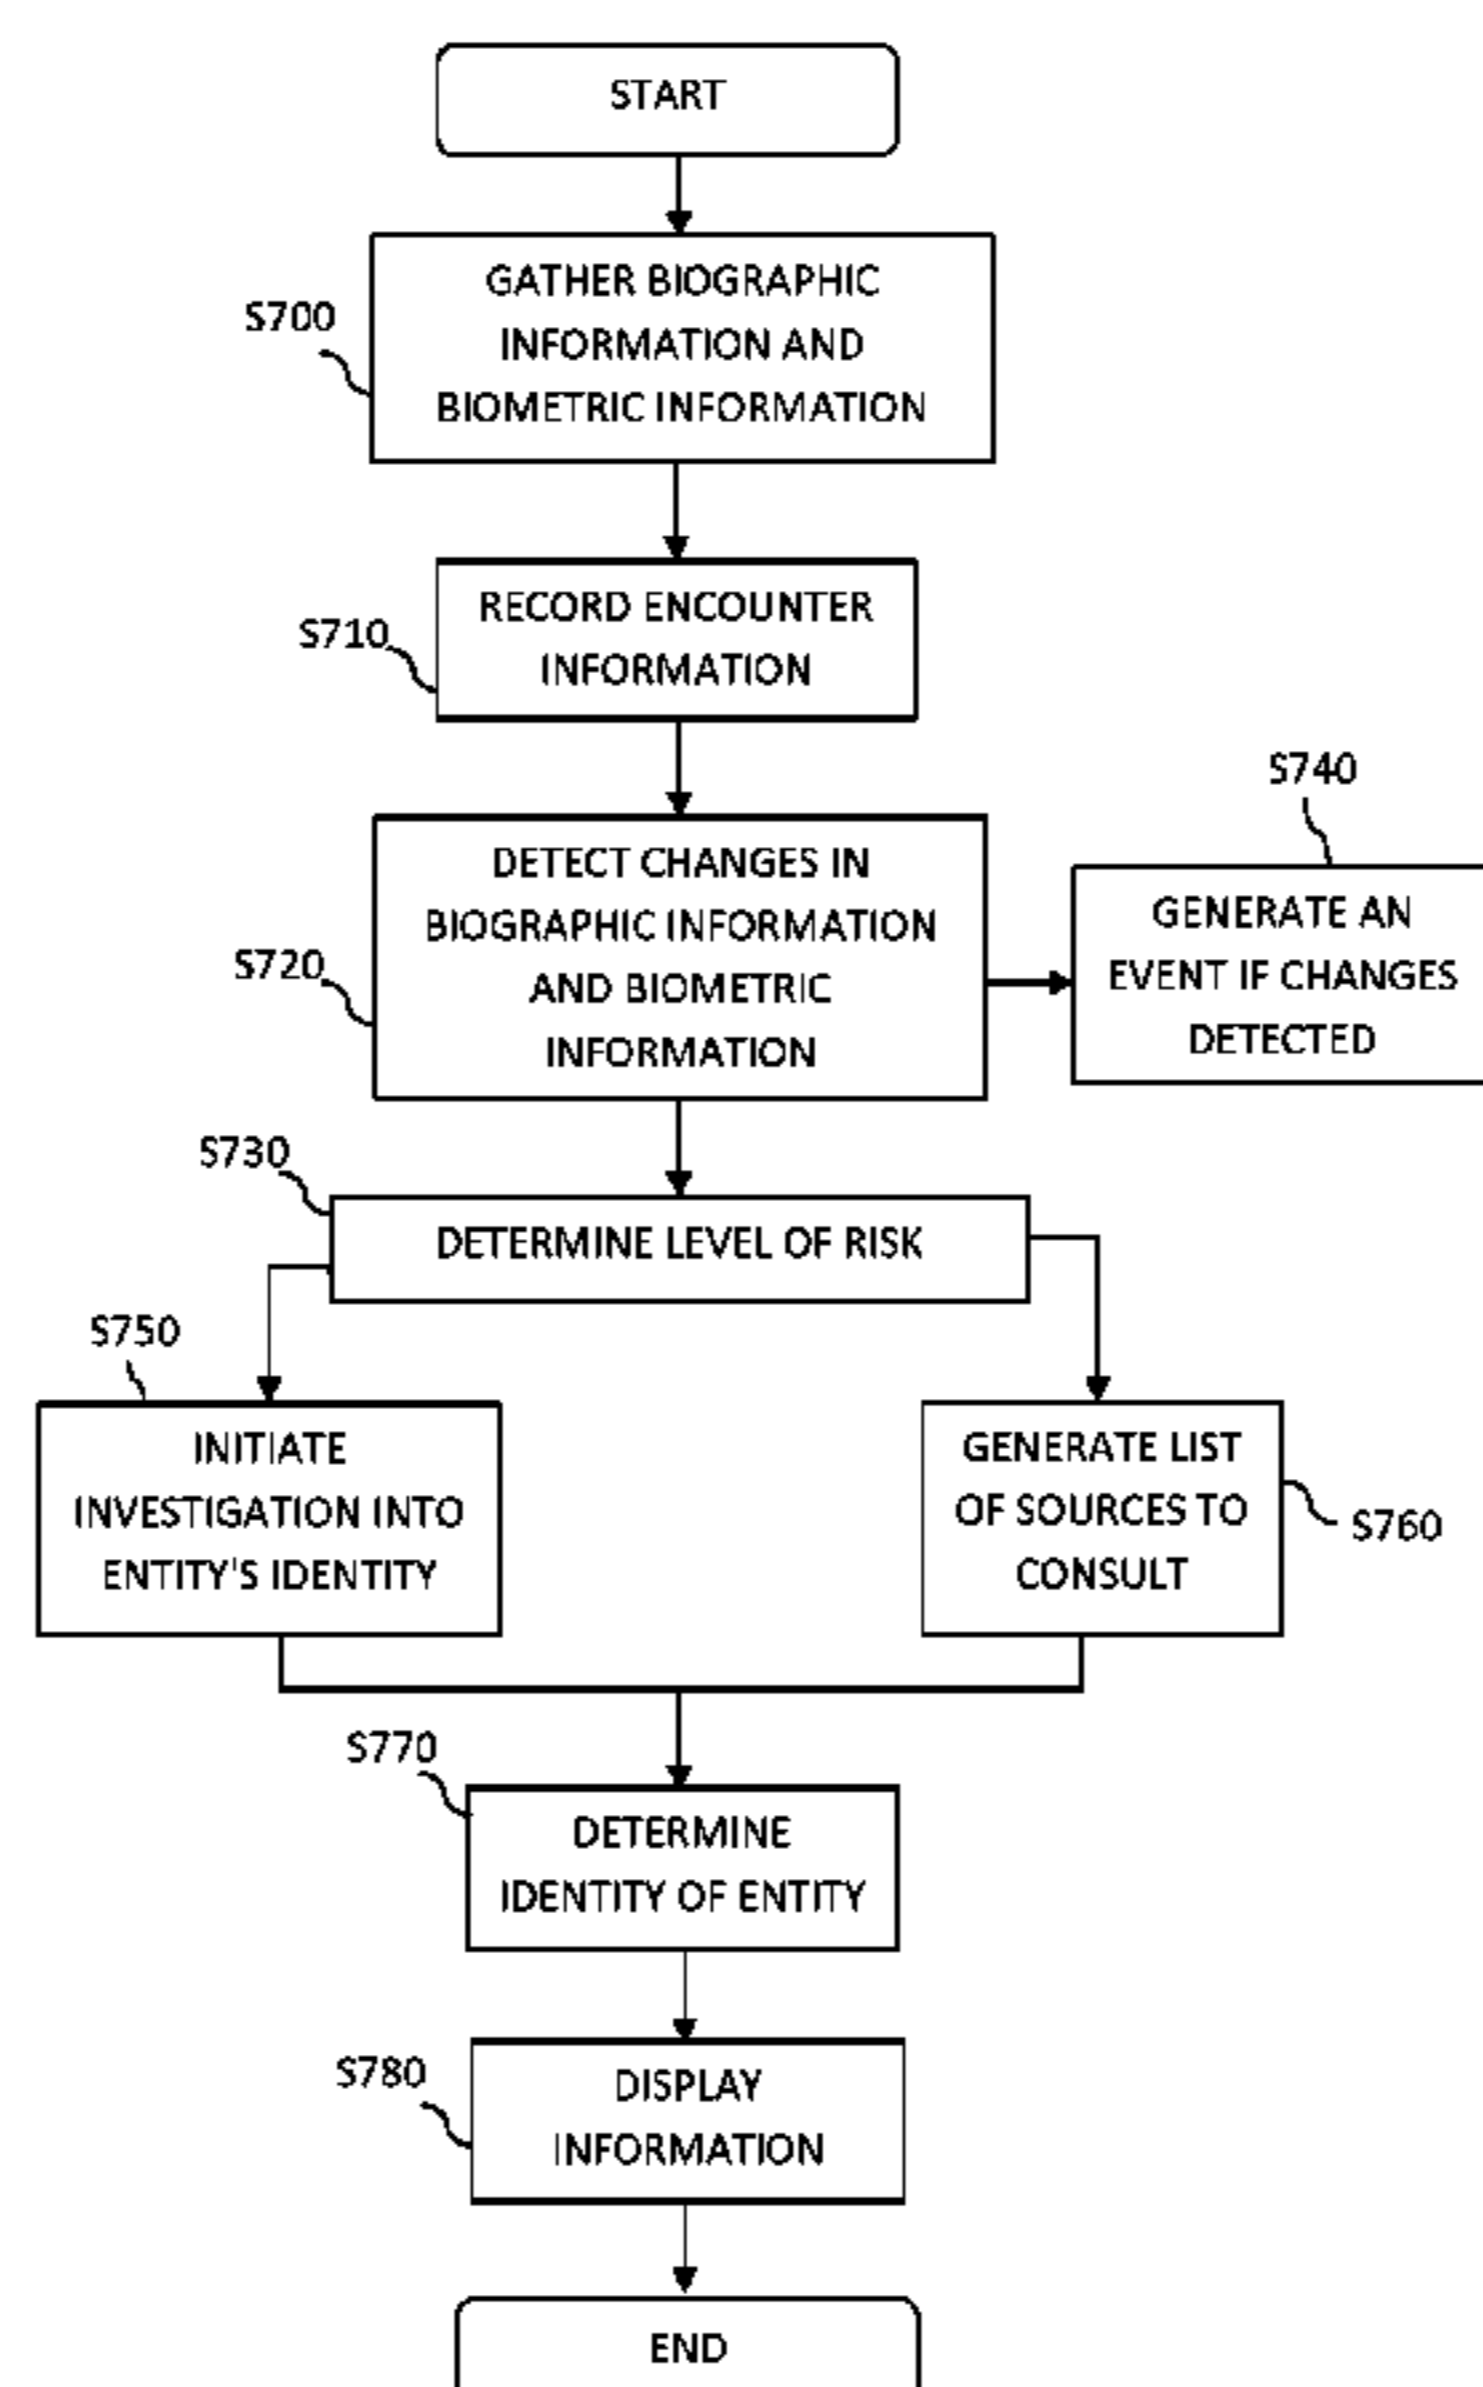 START
S700
GATHER BIOGRAPHIC
INFORMATION AND
BIOMETRIC INFORMATION
S710
RECORD ENCOUNTER
INFORMATION
S720
DETECT CHANGES IN
BIOGRAPHIC INFORMATION
AND BIOMETRIC
INFORMATION
S740
GENERATE AN
EVENT IF CHANGES
DETECTED
S730
DETERMINE LEVEL OF RISK
S750
INITIATE
INVESTIGATION INTO
ENTITY'S IDENTITY
GENERATE LIST
OF SOURCES TO
CONSULT
S760
S770
DETERMINE
IDENTITY OF ENTITY
S780
DISPLAY
INFORMATION
END